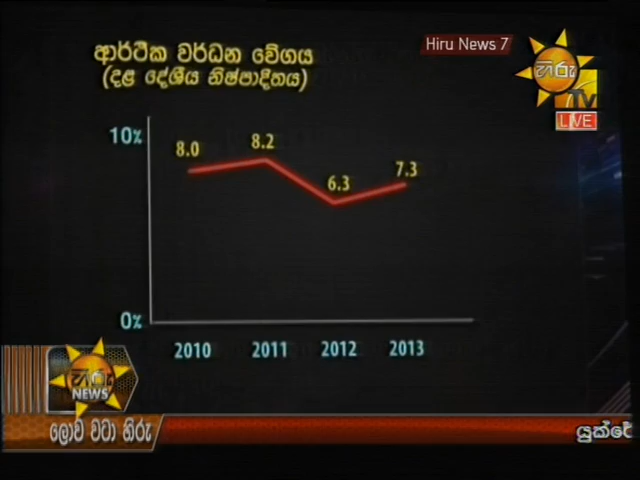 ආර්ථික වර්ධන වේගය
(දළ දේශීය නිෂ්පාදිතය)
Hiru News 7
හිරු
TV
LIVE
10%
8.0
8.2
6.3
7.3
0%
2010 2011 2012 2013
හිරු
NEWS
ලොව වටා හිරු
යුක්රේ